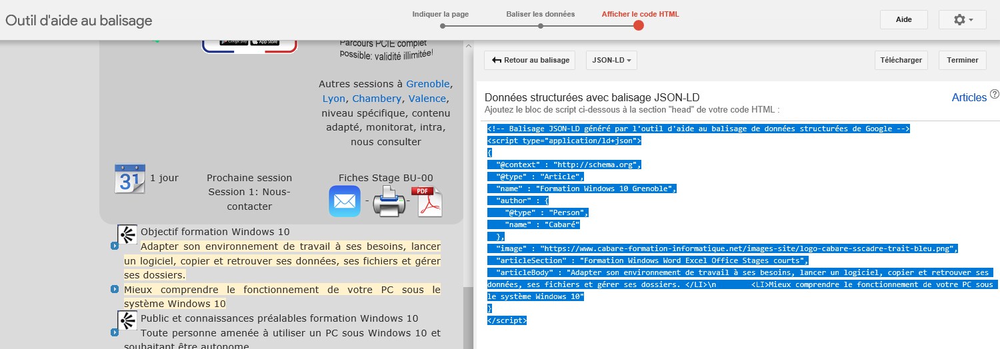 Outil d'aide au balisage
Indiquer la page
Baliser les données
Afficher le code HTML
Aide
App Store
Parcours PCIE complet
possible: validité illimitée!
Autres sessions à Grenoble,
Lyon, Chambery, Valence,
niveau spécifique, contenu
adapté, monitorat, intra,
nous consulter
31
1 jour
Prochaine session
Session 1: Nous-
contacter
Fiches Stage BU-00
- -
PDF
Objectif formation Windows 10
Adapter son environnement de travail à ses besoins, lancer
un logiciel, copier et retrouver ses données, ses fichiers et gérer
ses dossiers.
Mieux comprendre le fonctionnement de votre PC sous le
système Windows 10
Public et connaissances préalables formation Windows 10
Toute personne amenée à utiliser un PC sous Windows 10 et
souhaitant être autonome
Retour au balisage
JSON-LD
Télécharger
Terminer
Données structurées avec balisage JSON-LD
Articles ?
Ajoutez le bloc de script ci-dessous à la section "head" de votre code HTML :
<!-- Balisage JSON-LD généré par l'outil d'aide au balisage de données structurées de Google -->
<script type="application/ld+json">
{
"@context" : "http://schema.org",
"@type" : "Article",
"name" : "Formation Windows 10 Grenoble",
"author" : {
"@type" : "Person",
"name" : "Cabaré"
},
"image" : "https://www.cabare-formation-informatique.net/images-site/logo-cabare-sscadre-trait-bleu.png",
"articleSection" : "Formation Windows Word Excel Office Stages courts",
"articleBody" : "Adapter son environnement de travail à ses besoins, lancer un logiciel, copier et retrouver ses
données, ses fichiers et gérer ses dossiers. </LI>\n <LI>Mieux comprendre le fonctionnement de votre PC sous
le système Windows 10"
}
</script>